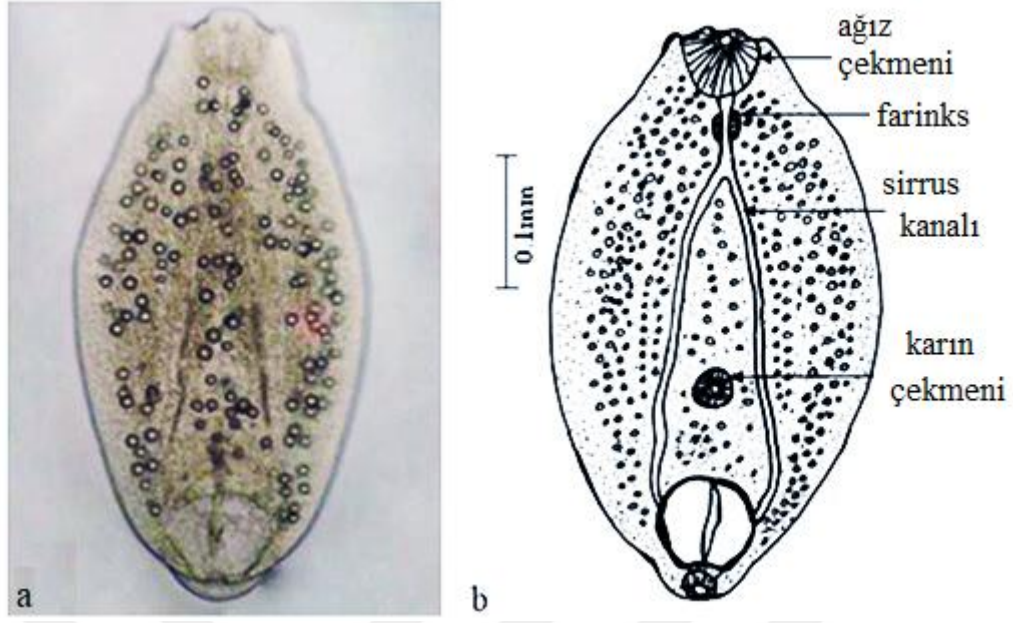 a
b
ağız
çekmeni
farinks
sirrus
kanalı
karın
çekmeni
0.1mm